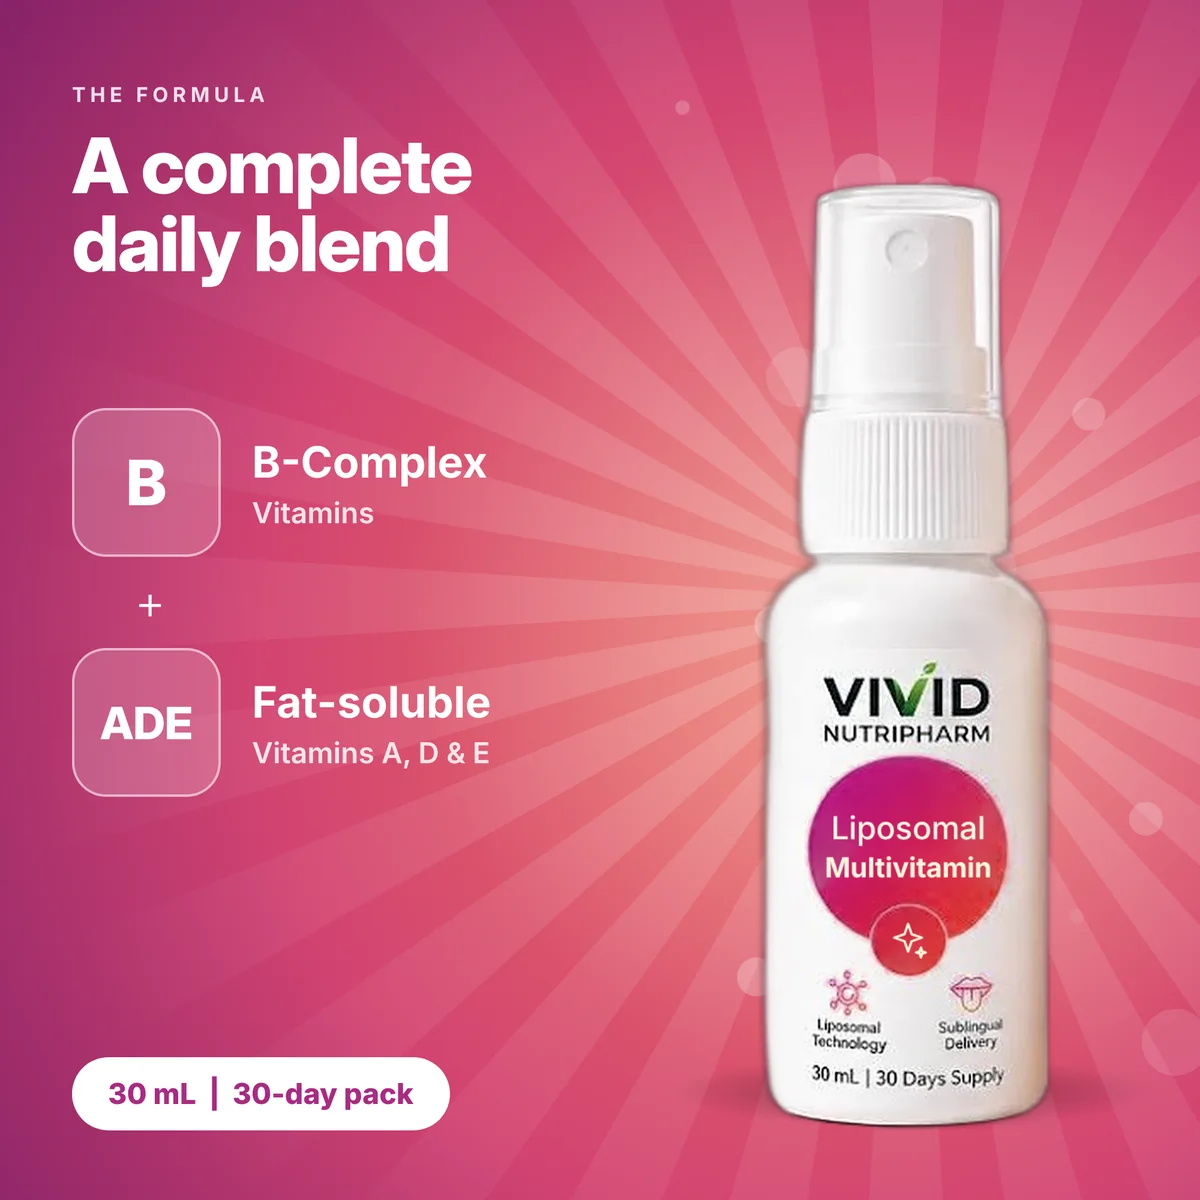 THE FORMULA
A complete
daily blend
B
B-Complex
Vitamins
+
ADE
Fat-soluble
Vitamins A, D & E
30 mL | 30-day pack
VIVID
NUTRIPHARM
Liposomal
Multivitamin
Liposomal
Technology
Sublingual
Delivery
30 mL | 30 Days Supply